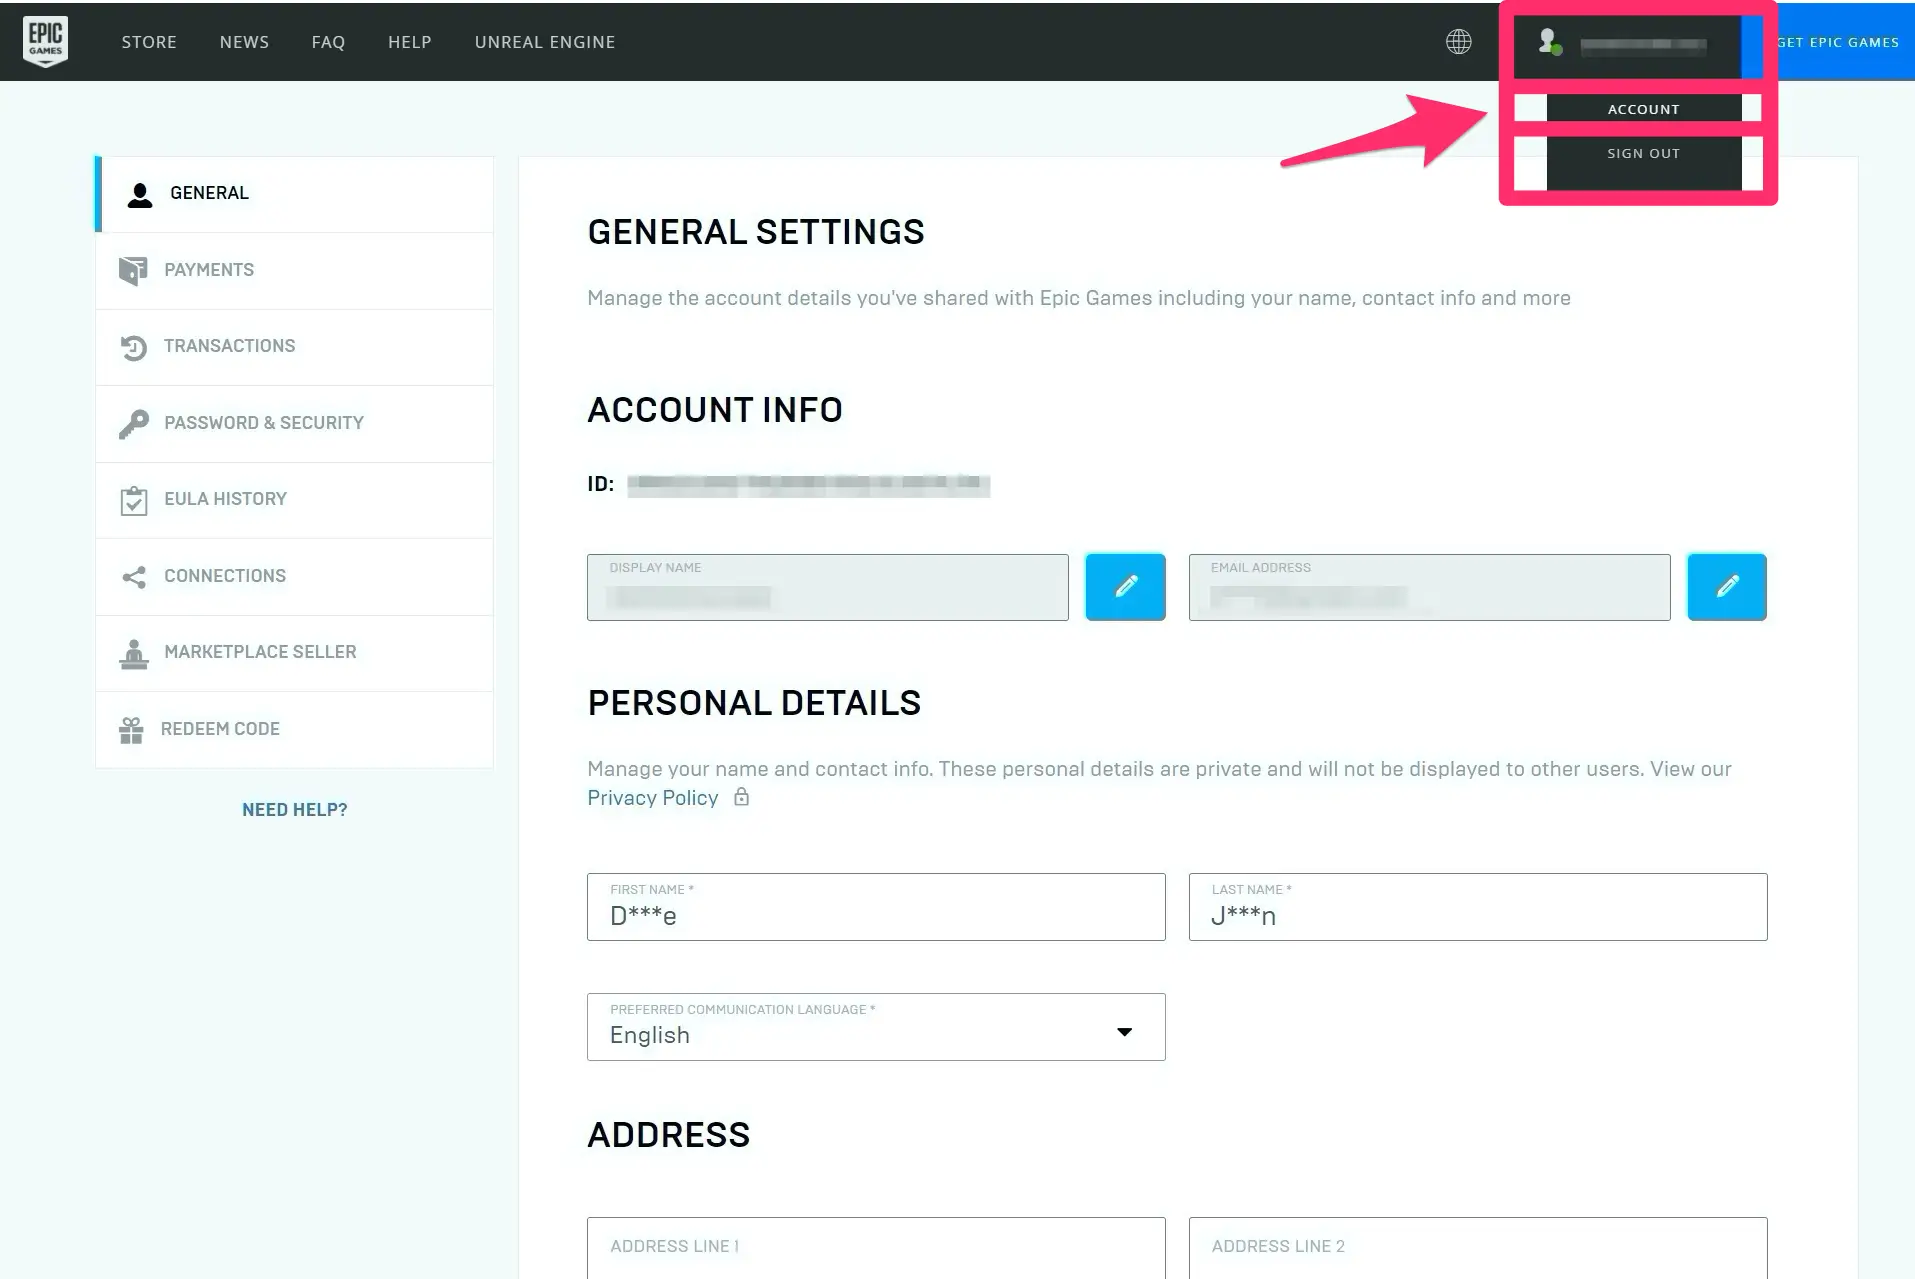 EPIC
GAMES
STORE
NEWS
FAQ
HELP
UNREAL ENGINE
GET EPIC GAMES
ACCOUNT
SIGN OUT
GENERAL
PAYMENTS
TRANSACTIONS
PASSWORD & SECURITY
EULA HISTORY
CONNECTIONS
MARKETPLACE SELLER
REDEEM CODE
NEED HELP?
GENERAL SETTINGS
Manage the account details you've shared with Epic Games including your name, contact info and more
ACCOUNT INFO
ID:
DISPLAY NAME
EMAIL ADDRESS
PERSONAL DETAILS
Manage your name and contact info. These personal details are private and will not be displayed to other users. View our
Privacy Policy
FIRST NAME *
D***e
LAST NAME *
J***n
PREFERRED COMMUNICATION LANGUAGE *
English
ADDRESS
ADDRESS LINE 1
ADDRESS LINE 2